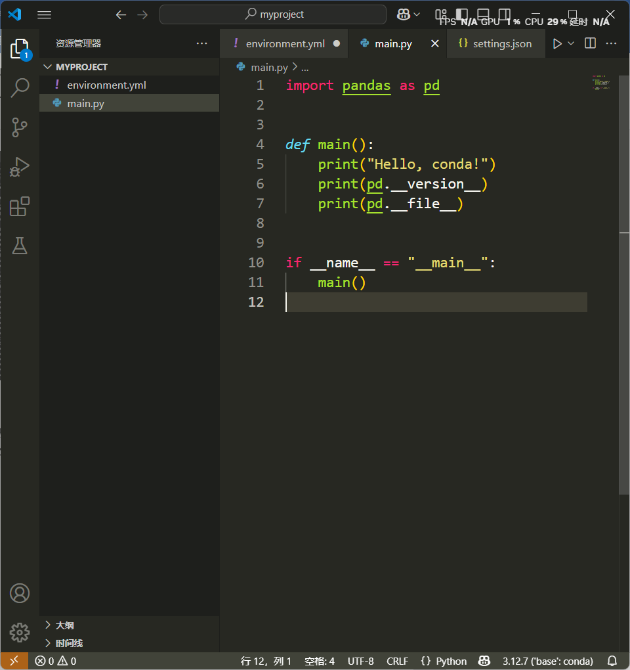 myproject
FPS N/A GPU 1 % CPU 29 % 延时 N/A
1
资源管理器
MYPROJECT
! environment.yml
main.py
! environment.yml
main.py
{} settings.json
main.py > ...
1 import pandas as pd
2
3
4 def main():
5     print("Hello, conda!")
6     print(pd.__version__)
7     print(pd.__file__)
8
9
10 if __name__ == "__main__":
11     main()
12
大纲
时间线
0 0
行 12，列 1
空格: 4
UTF-8
CRLF
{} Python
3.12.7 ('base': conda)